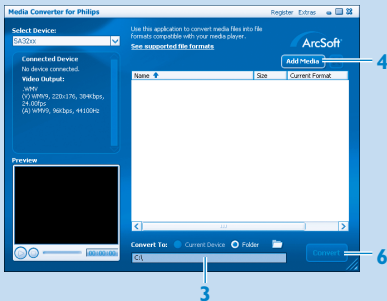 Media Converter for Philips
Register Extras
Select Device:
SA32xx
Use this application to convert media files into file
formats compatible with your media player.
See supported file formats
ArcSoft
Connected Device
No device connected.
Video Output:
.WMV
(V) WMV9, 220x176, 384Kbps,
24.00fps
(A) WMV9, 96Kbps, 44100Hz
Add Media
4
Name Size Current Format
Preview
00:00:00
Convert To: Current Device Folder
C:\
Convert
6
3